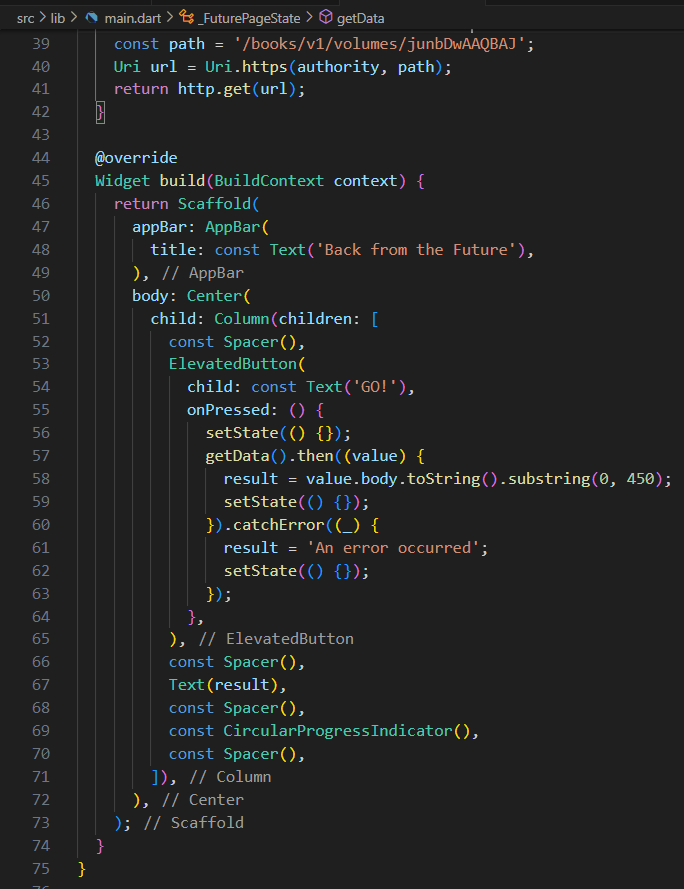 src > lib > main.dart > _FuturePageState > getData
39 const path = '/books/v1/volumes/junbDwAAQBAJ';
40 Uri url = Uri.https(authority, path);
41 return http.get(url);
42 }
43
44 @override
45 Widget build(BuildContext context) {
46 return Scaffold(
47 appBar: AppBar(
48 title: const Text('Back from the Future'),
49 ), // AppBar
50 body: Center(
51 child: Column(children: [
52 const Spacer(),
53 ElevatedButton(
54 child: const Text('GO!'),
55 onPressed: () {
56 setState(() {});
57 getData().then((value) {
58 result = value.body.toString().substring(0, 450);
59 setState(() {});
60 }).catchError((_) {
61 result = 'An error occurred';
62 setState(() {});
63 });
64 },
65 ), // ElevatedButton
66 const Spacer(),
67 Text(result),
68 const Spacer(),
69 const CircularProgressIndicator(),
70 const Spacer(),
71 ]), // Column
72 ), // Center
73 ); // Scaffold
74 }
75 }